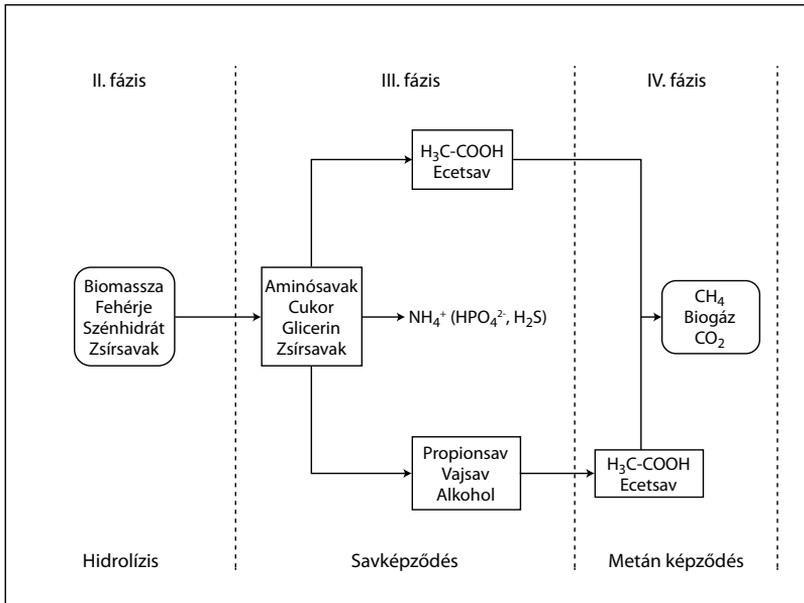 II. fázis
III. fázis
IV. fázis
H₃C-COOH
Ecetsav
Biomassza
Fehérje
Szénhidrát
Zsírsavak
Aminósavak
Cukor
Glicerin
Zsírsavak
NH₄⁺ (HPO₄²⁻, H₂S)
CH₄
Biogáz
CO₂
Propionsav
Vajsav
Alkohol
H₃C-COOH
Ecetsav
Hidrolízis
Savképződés
Metán képződés